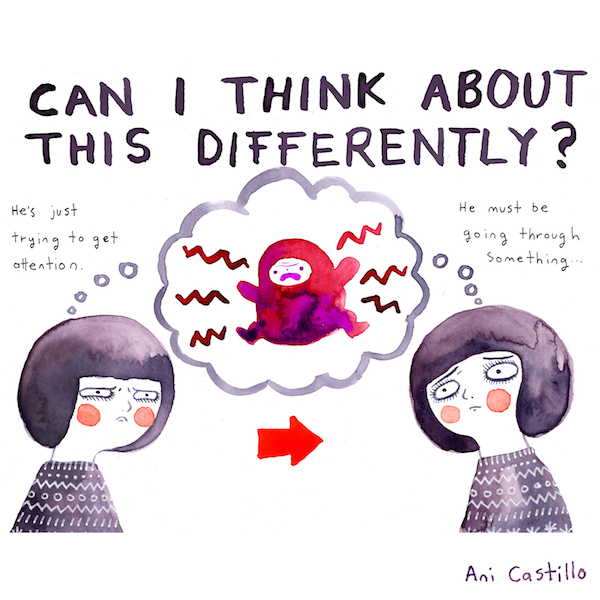 CAN I THINK ABOUT
THIS DIFFERENTLY?
He's just
trying to get
attention.
He must be
going through
something...
Ani Castillo